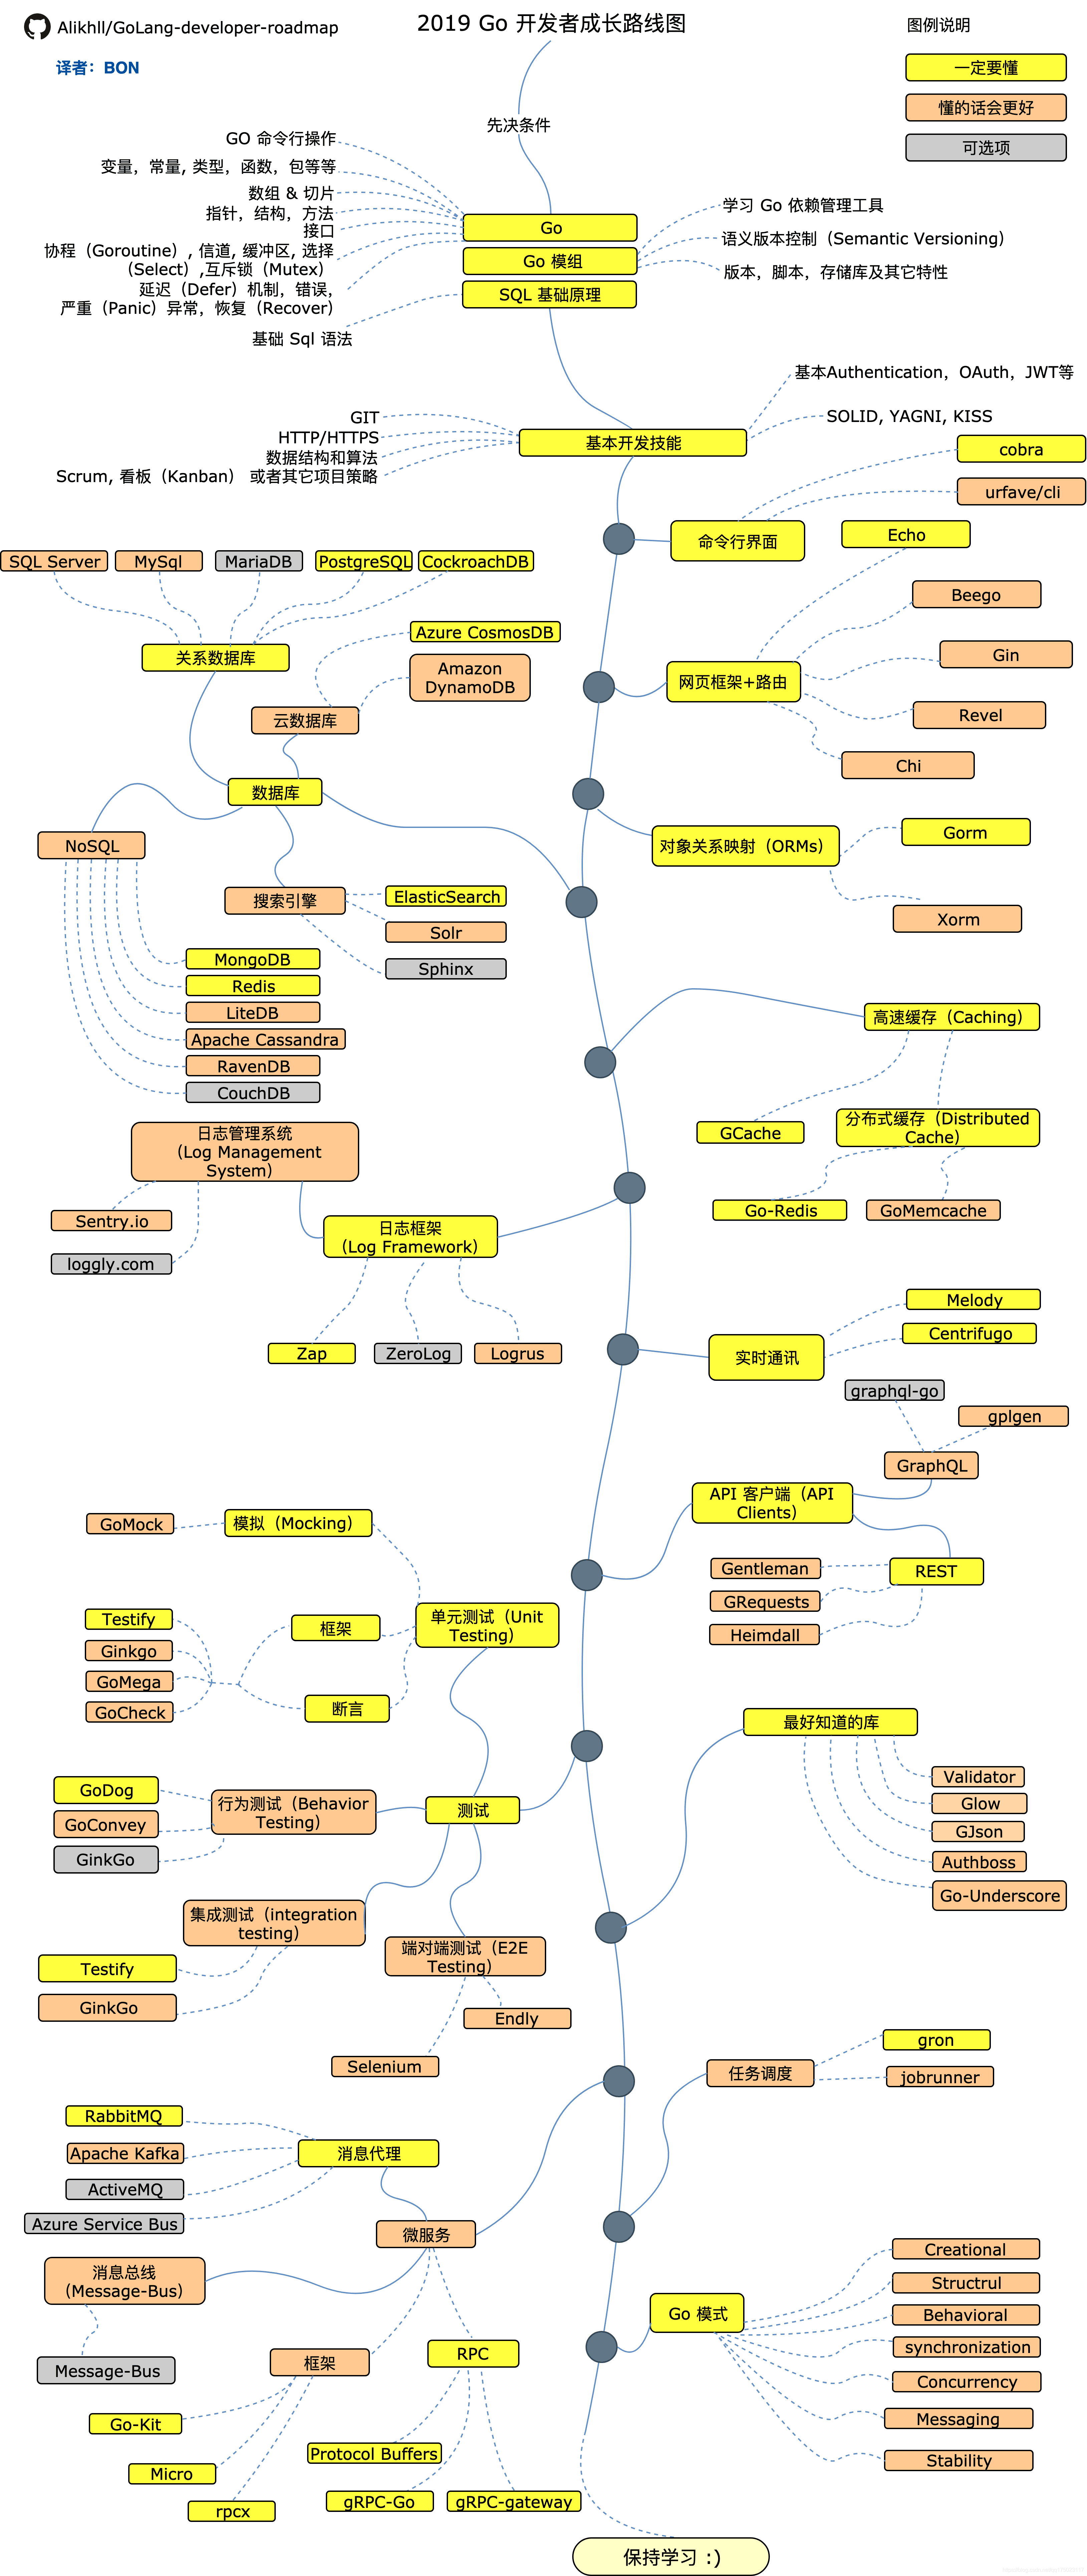 Alikhll/GoLang-developer-roadmap
2019 Go 开发者成长路线图
图例说明
译者：BON
一定要懂
懂的话会更好
可选项
先决条件
GO 命令行操作
变量，常量, 类型，函数，包等等
数组 & 切片
指针，结构，方法
接口
协程（Goroutine）, 信道, 缓冲区, 选择
（Select）,互斥锁（Mutex）
延迟（Defer）机制，错误，
严重（Panic）异常，恢复（Recover）
基础 Sql 语法
Go
Go 模组
SQL 基础原理
学习 Go 依赖管理工具
语义版本控制（Semantic Versioning）
版本，脚本，存储库及其它特性
基本Authentication，OAuth，JWT等
SOLID, YAGNI, KISS
GIT
HTTP/HTTPS
数据结构和算法
Scrum, 看板（Kanban） 或者其它项目策略
基本开发技能
cobra
urfave/cli
命令行界面
Echo
Beego
Gin
Revel
Chi
网页框架+路由
SQL Server
MySql
MariaDB
PostgreSQL
CockroachDB
关系数据库
Azure CosmosDB
Amazon
DynamoDB
云数据库
数据库
NoSQL
搜索引擎
ElasticSearch
Solr
Sphinx
MongoDB
Redis
LiteDB
Apache Cassandra
RavenDB
CouchDB
对象关系映射（ORMs）
Gorm
Xorm
高速缓存（Caching）
GCache
分布式缓存（Distributed
Cache）
Go-Redis
GoMemcache
日志管理系统
（Log Management
System）
Sentry.io
loggly.com
日志框架
（Log Framework）
Zap
ZeroLog
Logrus
实时通讯
Melody
Centrifugo
graphql-go
gplgen
GraphQL
API 客户端（API
Clients）
REST
Gentleman
GRequests
Heimdall
GoMock
模拟（Mocking）
单元测试（Unit
Testing）
框架
断言
Testify
Ginkgo
GoMega
GoCheck
最好知道的库
Validator
Glow
GJson
Authboss
Go-Underscore
测试
行为测试（Behavior
Testing）
GoDog
GoConvey
GinkGo
集成测试（integration
testing）
Testify
GinkGo
端对端测试（E2E
Testing）
Endly
Selenium
任务调度
gron
jobrunner
RabbitMQ
Apache Kafka
ActiveMQ
Azure Service Bus
消息代理
微服务
消息总线
（Message-Bus）
Message-Bus
框架
Go-Kit
Micro
rpcx
RPC
Protocol Buffers
gRPC-Go
gRPC-gateway
Go 模式
Creational
Structrul
Behavioral
synchronization
Concurrency
Messaging
Stability
保持学习 :)